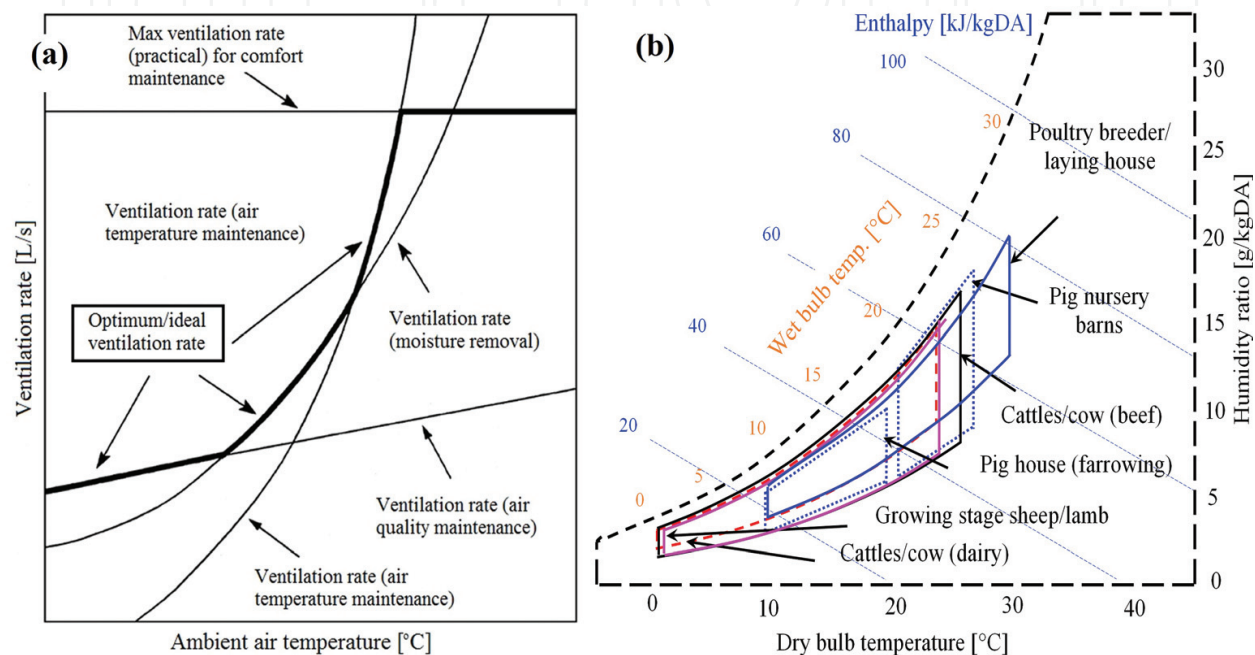 (a)
Max ventilation rate
(practical) for comfort
maintenance
Ventilation rate (air
temperature maintenance)
Optimum/ideal
ventilation rate
Ventilation rate
(moisture removal)
Ventilation rate (air
quality maintenance)
Ventilation rate (air
temperature maintenance)
Ventilation rate [L/s]
Ambient air temperature [°C]
(b)
Enthalpy [kJ/kgDA]
100
80
60
40
20
Wet bulb temp. [°C]
0
5
10
15
20
25
30
Poultry breeder/
laying house
Pig nursery
barns
Cattles/cow (beef)
Pig house (farrowing)
Growing stage sheep/lamb
Cattles/cow (dairy)
30
25
20
15
10
5
0
Humidity ratio [g/kgDA]
0
10
20
30
40
Dry bulb temperature [°C]